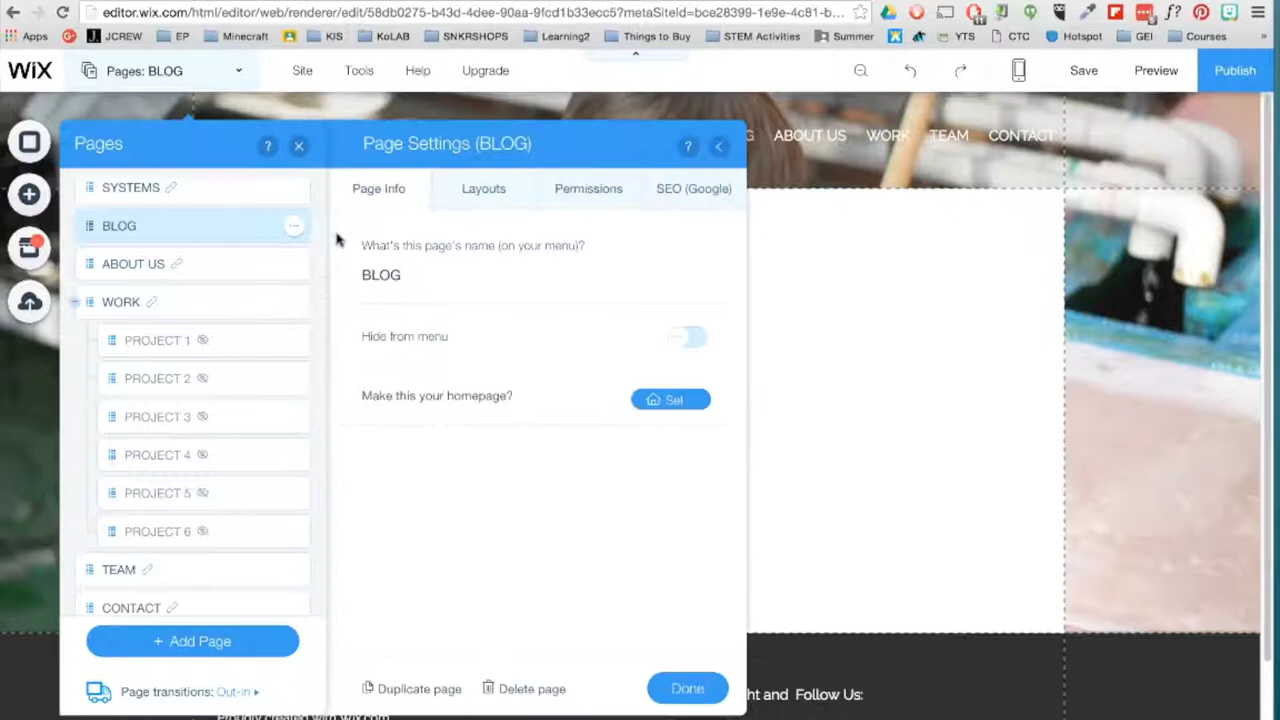 editor.wix.com/html/editor/web/renderer/edit/58db0275-b43d-4dee-90aa-9fcd1b33ecc5?metaSiteId=bce28399-1e9e-4c81-b...
Apps JCREW EP Minecraft KIS KoLAB SNKRSHOPS Learning2 Things to Buy STEM Activities Summer YTS CTC Hotspot GEI Courses »
WiX Pages: BLOG Site Tools Help Upgrade Save Preview Publish
G ABOUT US WORK TEAM CONTACT
Pages ? Page Settings (BLOG) ?
SYSTEMS
Page Info Layouts Permissions SEO (Google)
BLOG
What's this page's name (on your menu)?
BLOG
ABOUT US
WORK
Hide from menu
PROJECT 1
PROJECT 2
Make this your homepage? Set
PROJECT 3
PROJECT 4
PROJECT 5
PROJECT 6
TEAM
CONTACT
+ Add Page
Page transitions: Out-in
Duplicate page Delete page Done
ht and Follow Us:
Proudly created with Wix.com